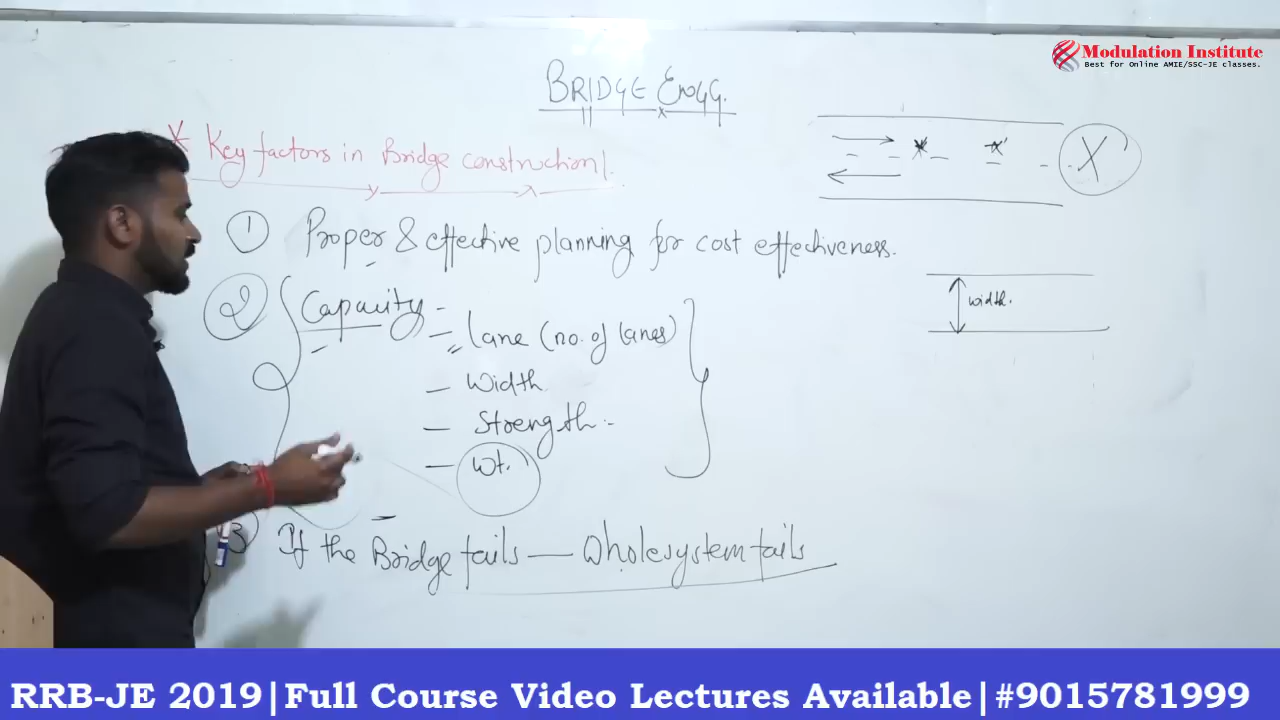 Modulation Institute
Best for Online AMIE/SSC-JE classes.
BRIDGE Engg.
* Key factors in Bridge construction!
① Proper & effective planning for cost effectiveness.
② Capacity -
- Lane (no. of lanes)
- Width
- Strength :-
- Wt.
3 If the Bridge fails — Whole system fails
X
width.
RRB-JE 2019|Full Course Video Lectures Available|#9015781999